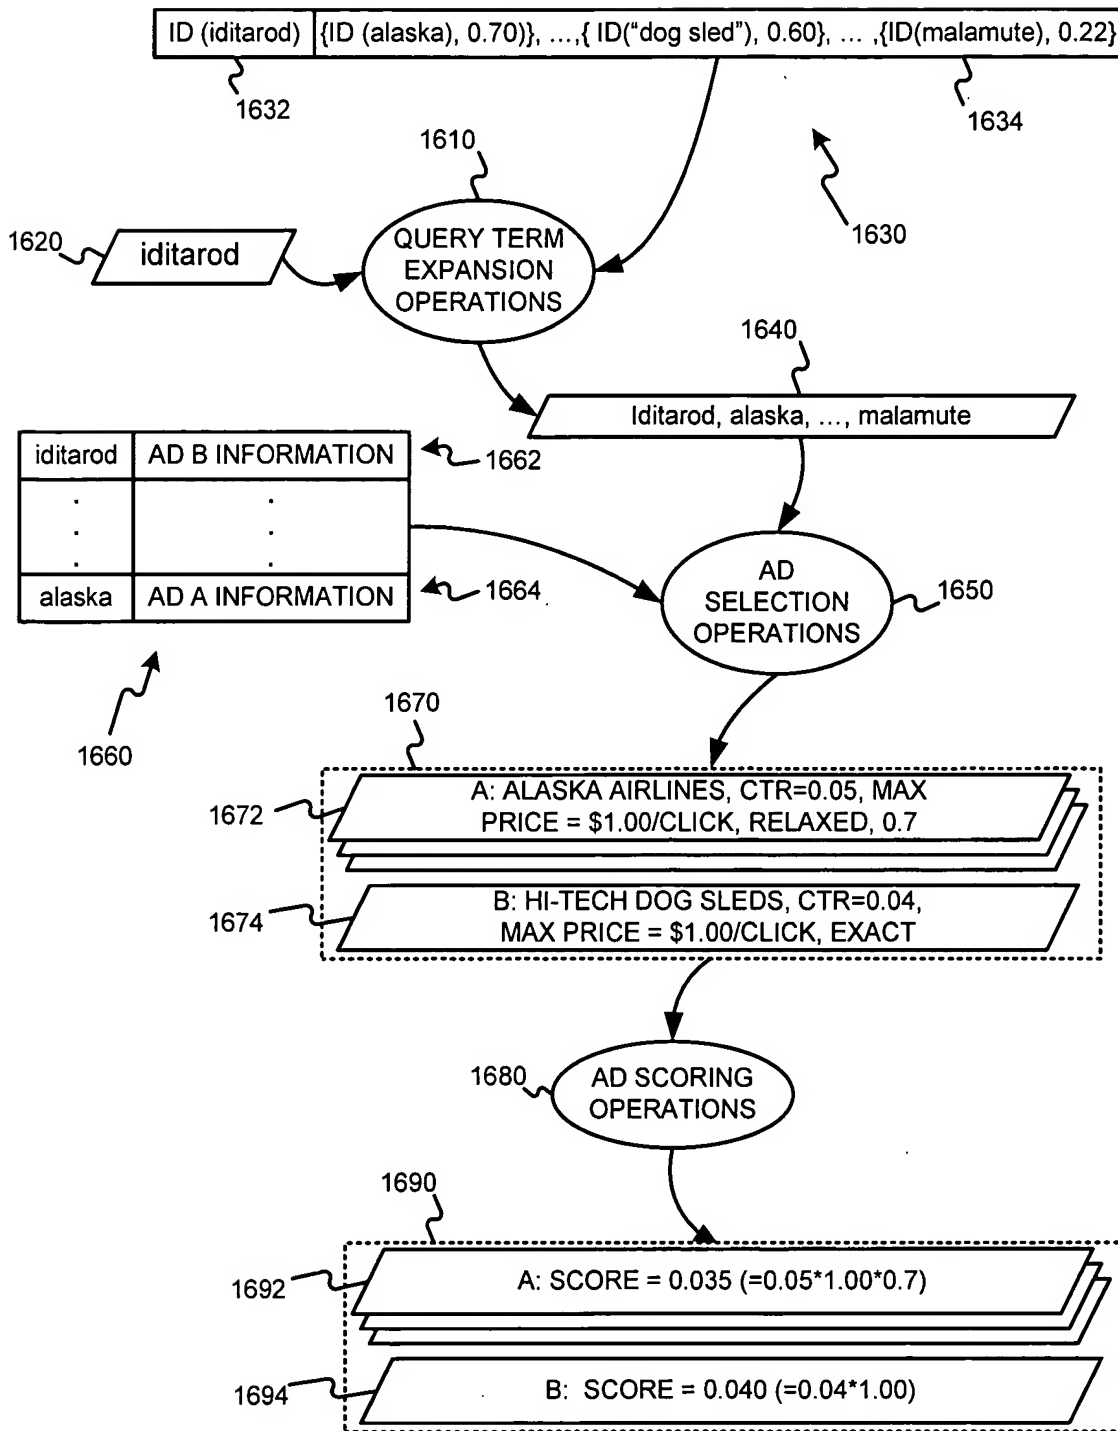 ID (iditarod) {ID (alaska), 0.70)}, ...,{ ID("dog sled"), 0.60}, ... ,{ID(malamute), 0.22}
1632
1634
1610
1630
QUERY TERM
EXPANSION
OPERATIONS
1620
iditarod
1640
Iditarod, alaska, ..., malamute
iditarod AD B INFORMATION
1662
. .
. .
. .
alaska AD A INFORMATION
1664
AD
SELECTION
OPERATIONS
1650
1660
1670
1672
A: ALASKA AIRLINES, CTR=0.05, MAX
PRICE = $1.00/CLICK, RELAXED, 0.7
1674
B: HI-TECH DOG SLEDS, CTR=0.04,
MAX PRICE = $1.00/CLICK, EXACT
1680
AD SCORING
OPERATIONS
1690
1692
A: SCORE = 0.035 (=0.05*1.00*0.7)
1694
B: SCORE = 0.040 (=0.04*1.00)